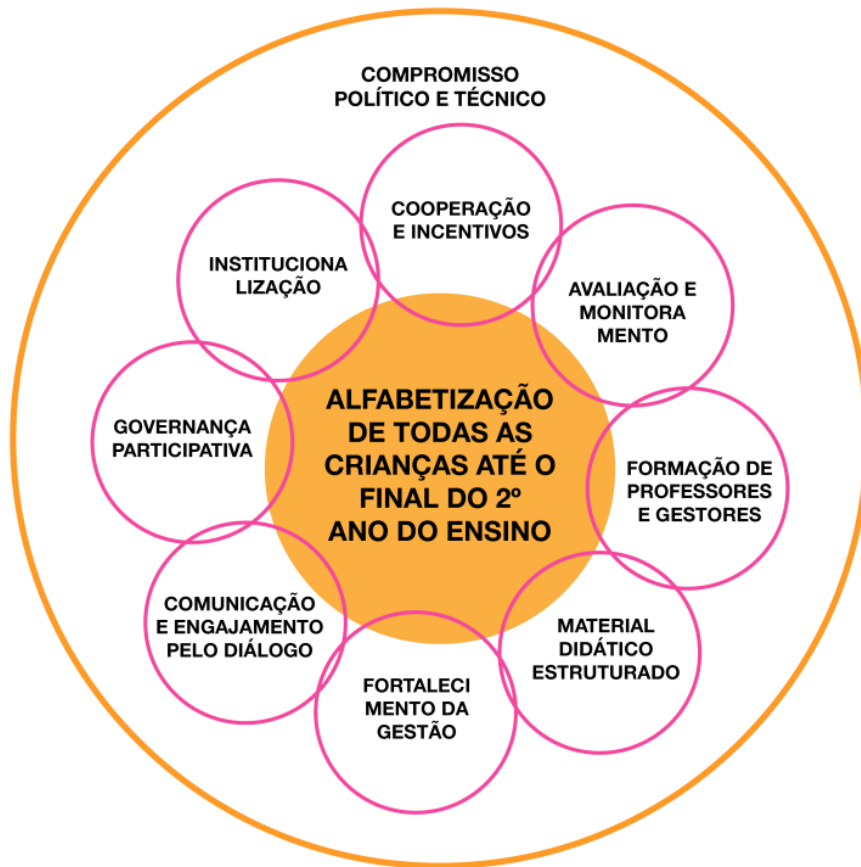 COMPROMISSO
POLÍTICO E TÉCNICO
COOPERAÇÃO
E INCENTIVOS
INSTITUCIONA
LIZAÇÃO
AVALIAÇÃO E
MONITORA
MENTO
GOVERNANÇA
PARTICIPATIVA
ALFABETIZAÇÃO
DE TODAS AS
CRIANÇAS ATÉ O
FINAL DO 2º
ANO DO ENSINO
FORMAÇÃO DE
PROFESSORES
E GESTORES
COMUNICAÇÃO
E ENGAJAMENTO
PELO DIÁLOGO
MATERIAL
DIDÁTICO
ESTRUTURADO
FORTALECI
MENTO DA
GESTÃO